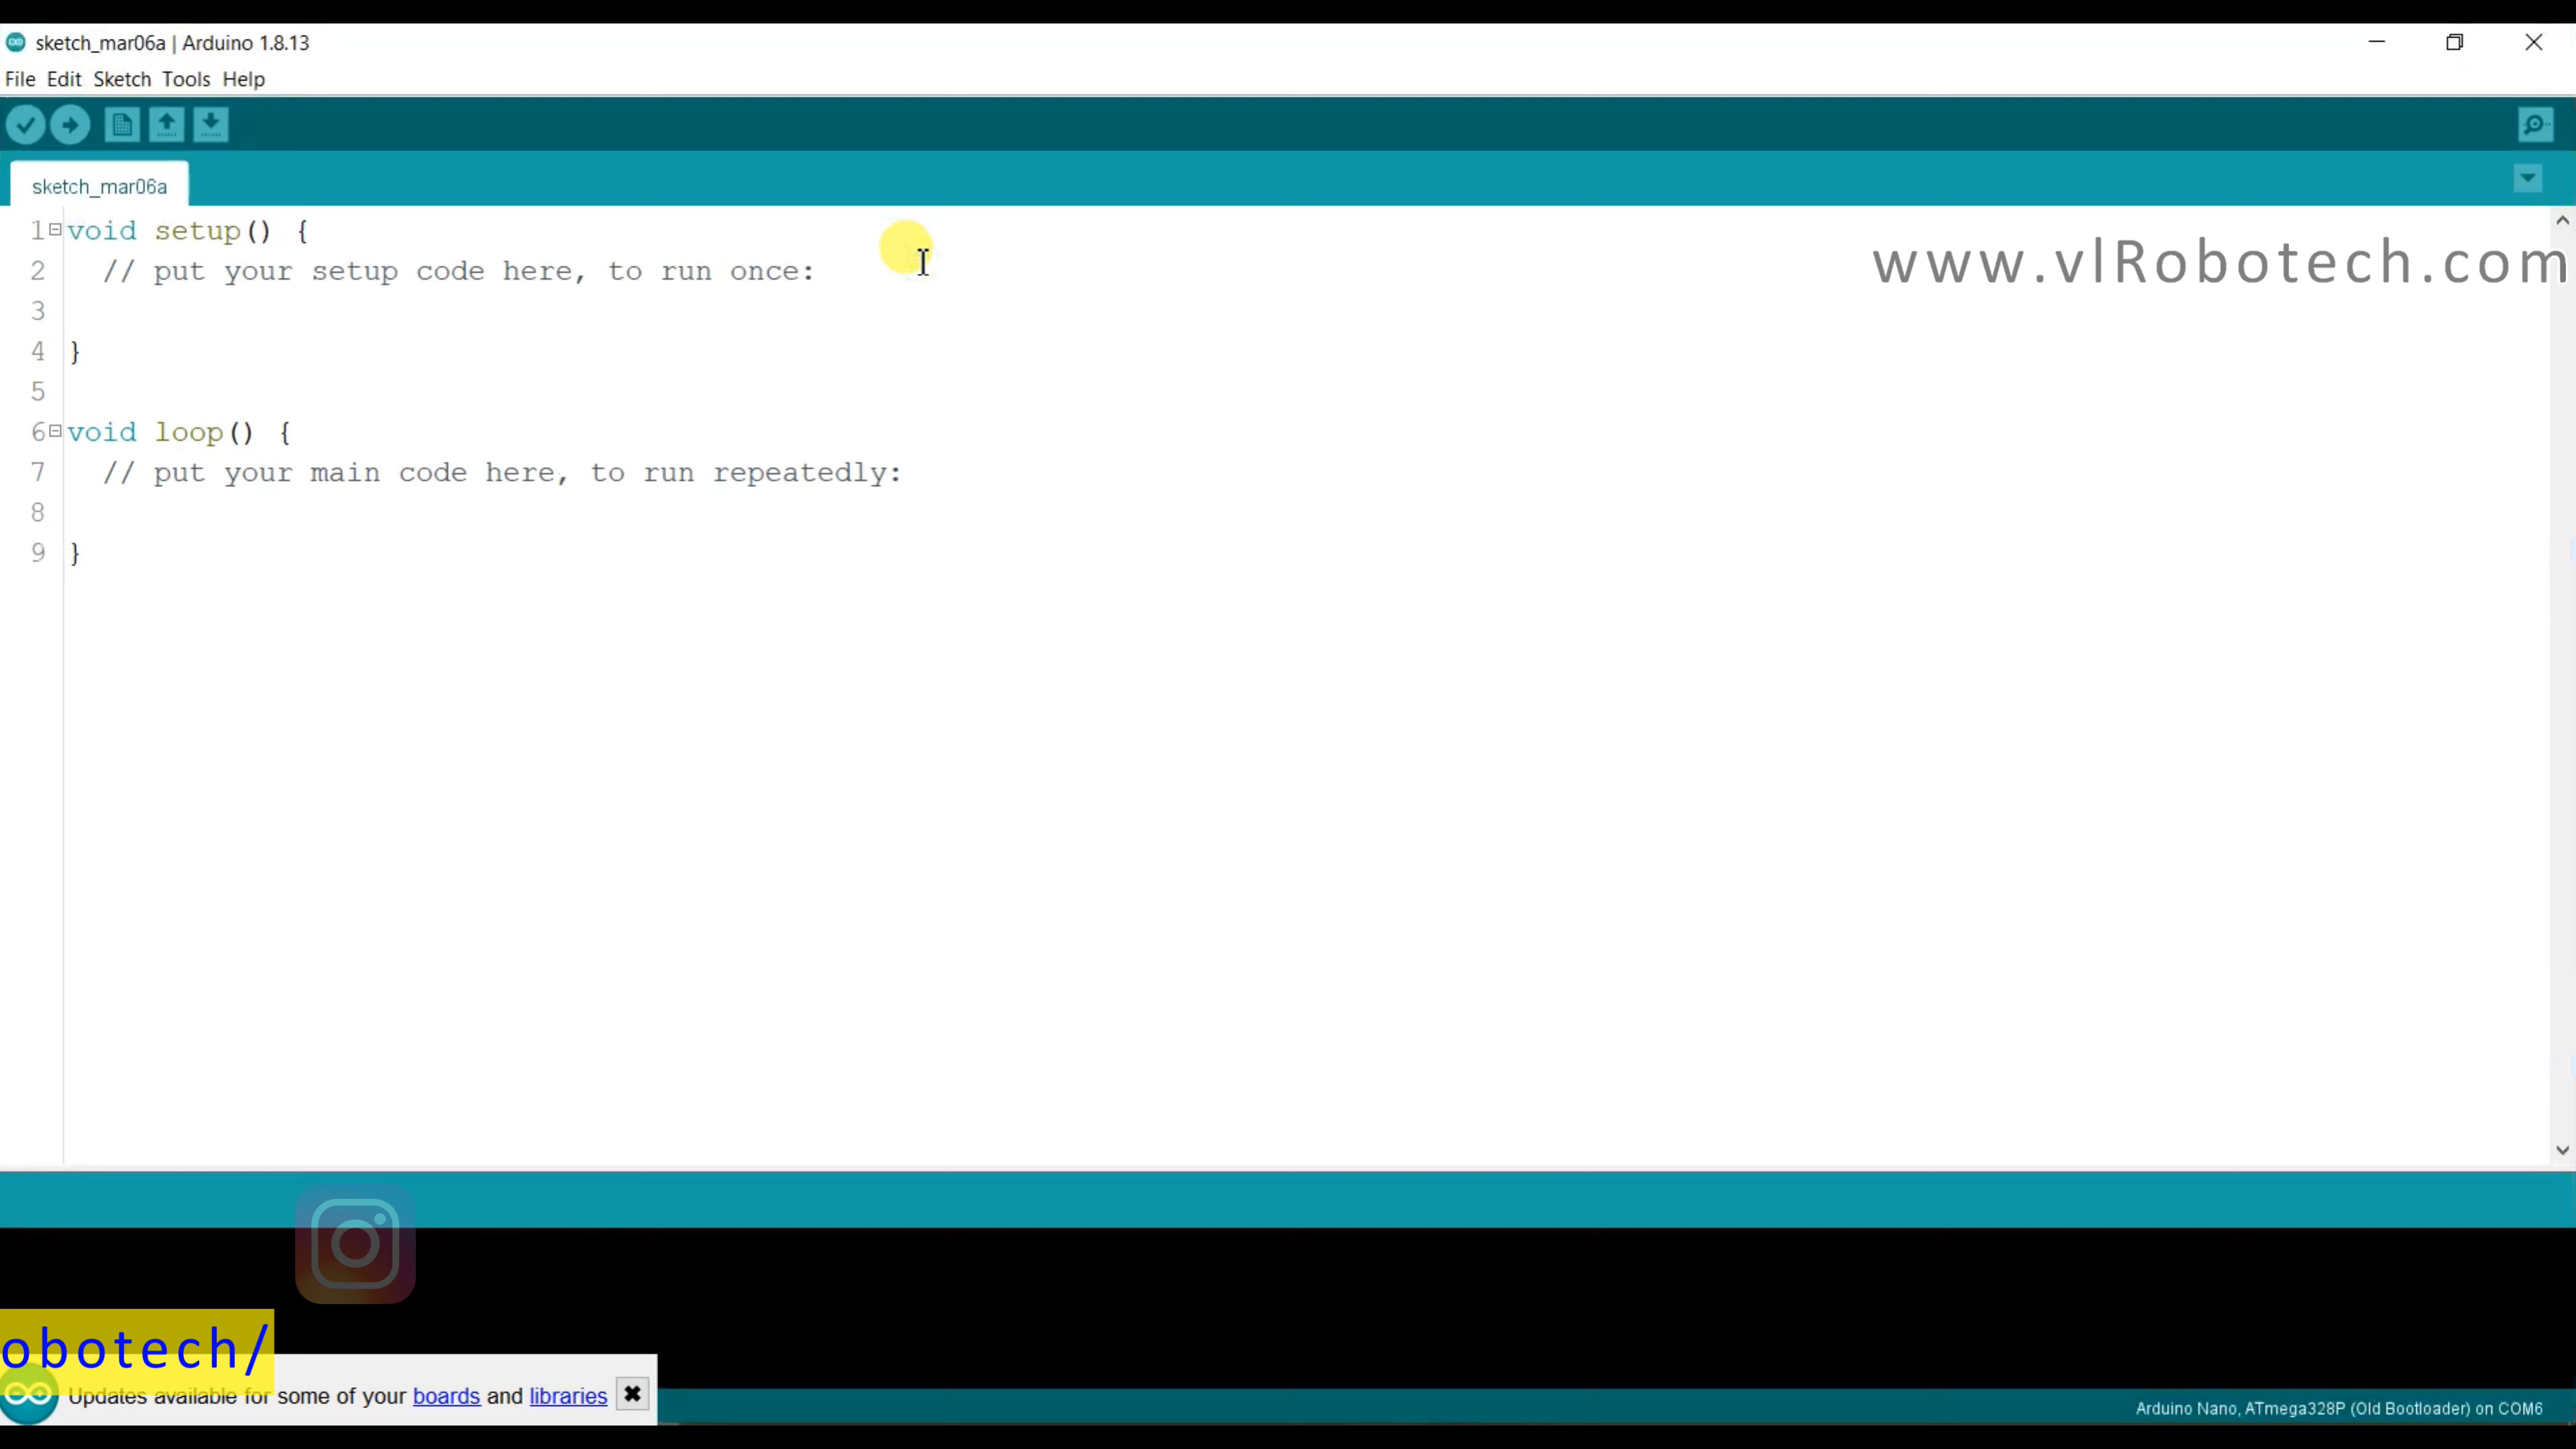 sketch_mar06a | Arduino 1.8.13
File Edit Sketch Tools Help
sketch_mar06a
1 void setup() {
www.vlRobotech.com
2 // put your setup code here, to run once:
3
4 }
5
6 void loop() {
7 // put your main code here, to run repeatedly:
8
9 }
obotech/
Updates available for some of your boards and libraries
Arduino Nano, ATmega328P (Old Bootloader) on COM6